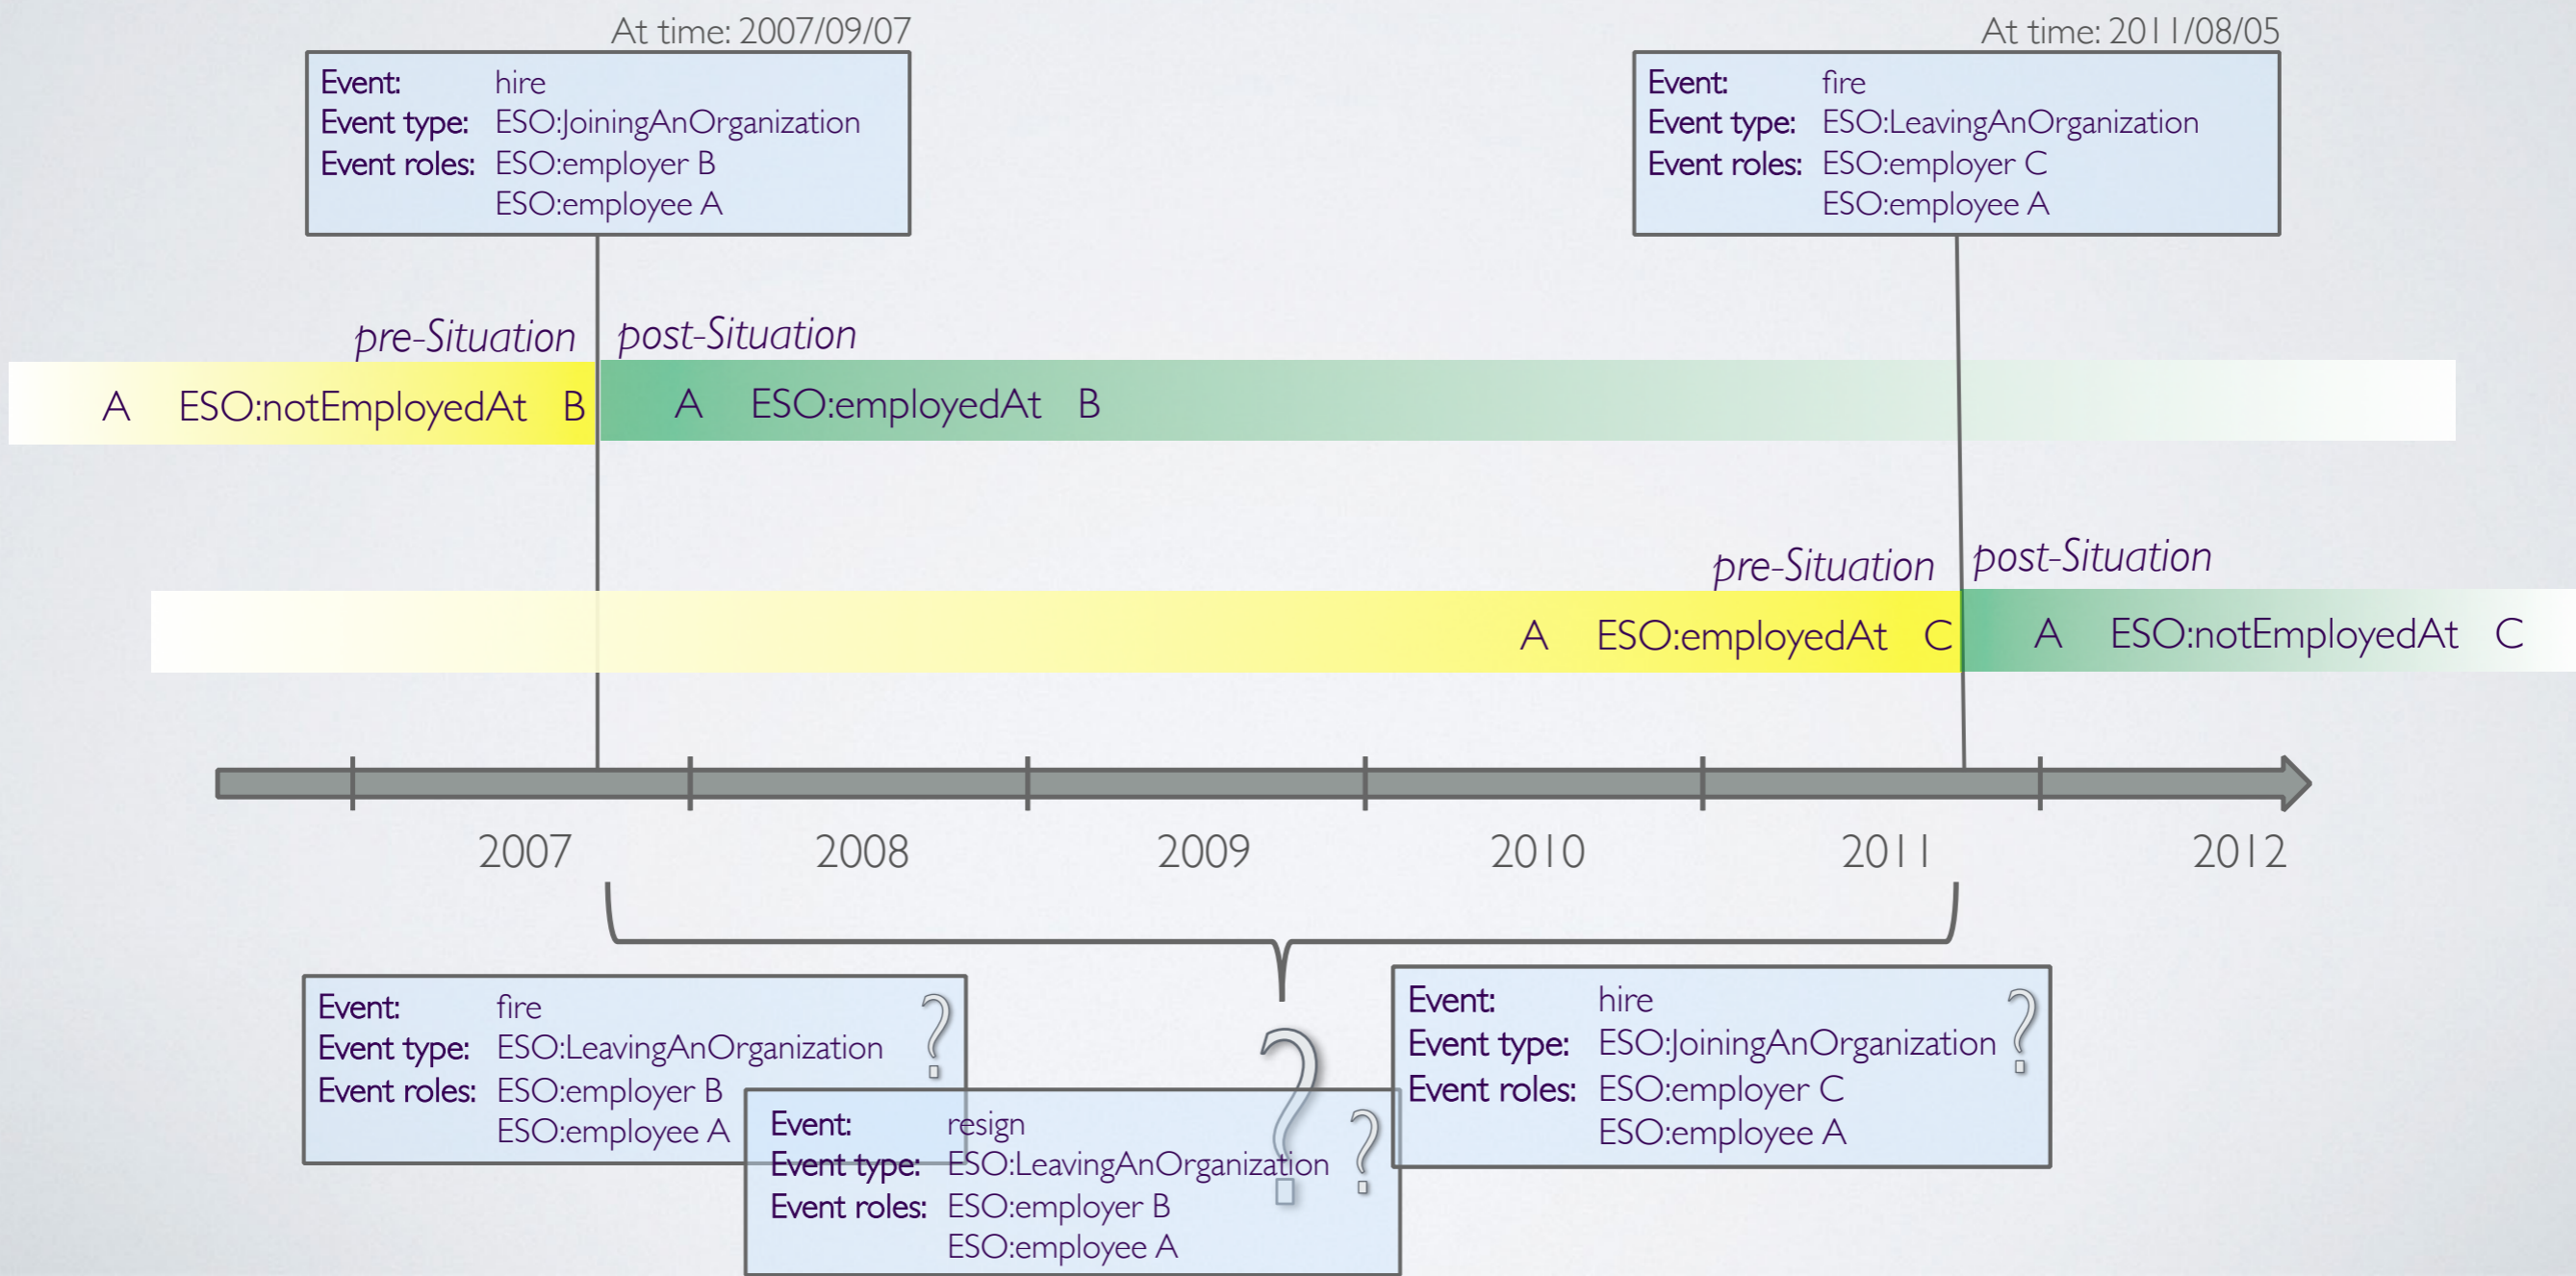 At time: 2007/09/07
Event: hire
Event type: ESO:JoiningAnOrganization
Event roles: ESO:employer B
ESO:employee A
At time: 2011/08/05
Event: fire
Event type: ESO:LeavingAnOrganization
Event roles: ESO:employer C
ESO:employee A
pre-Situation
post-Situation
A ESO:notEmployedAt B
A ESO:employedAt B
pre-Situation
post-Situation
A ESO:employedAt C
A ESO:notEmployedAt C
2007
2008
2009
2010
2011
2012
Event: fire
Event type: ESO:LeavingAnOrganization
Event roles: ESO:employer B
ESO:employee A
?
?
Event: resign
Event type: ESO:LeavingAnOrganization
Event roles: ESO:employer B
ESO:employee A
?
Event: hire
Event type: ESO:JoiningAnOrganization
Event roles: ESO:employer C
ESO:employee A
?